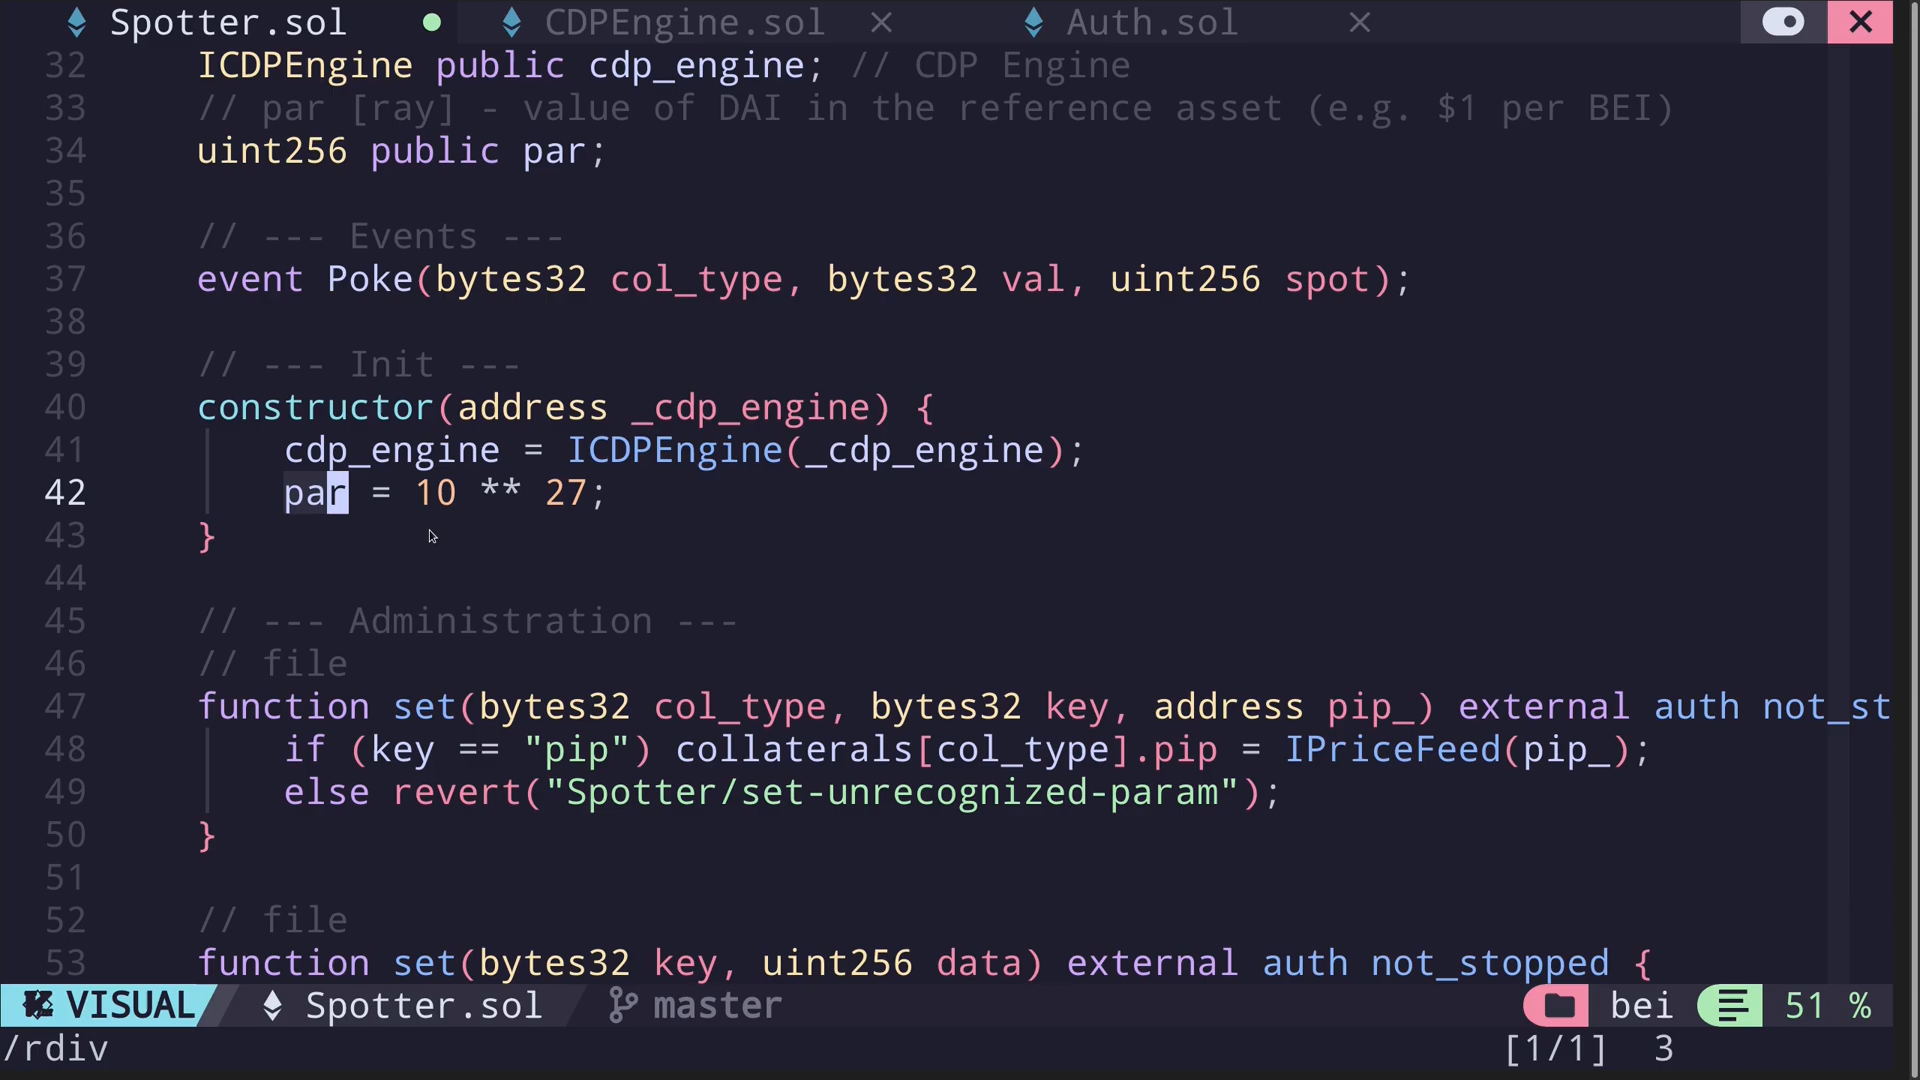 Spotter.sol CDPEngine.sol Auth.sol
32 ICDPEngine public cdp_engine; // CDP Engine
33 // par [ray] - value of DAI in the reference asset (e.g. $1 per BEI)
34 uint256 public par;
35
36 // --- Events ---
37 event Poke(bytes32 col_type, bytes32 val, uint256 spot);
38
39 // --- Init ---
40 constructor(address _cdp_engine) {
41 cdp_engine = ICDPEngine(_cdp_engine);
42 par = 10 ** 27;
43 }
44
45 // --- Administration ---
46 // file
47 function set(bytes32 col_type, bytes32 key, address pip_) external auth not_st
48 if (key == "pip") collaterals[col_type].pip = IPriceFeed(pip_);
49 else revert("Spotter/set-unrecognized-param");
50 }
51
52 // file
53 function set(bytes32 key, uint256 data) external auth not_stopped {
VISUAL Spotter.sol master bei 51 %
/rdiv [1/1] 3